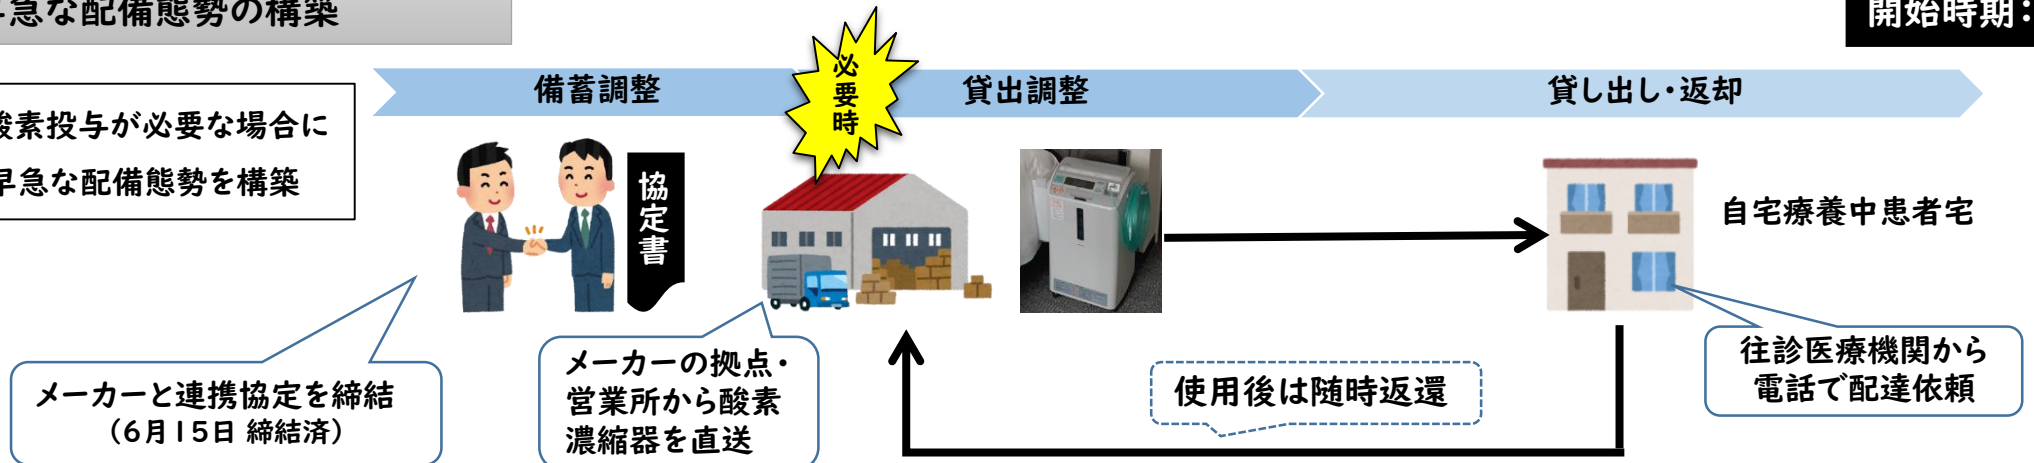 早急な配備態勢の構築
開始時期:
備蓄調整
必要時
貸出調整
貸し出し・返却
酸素投与が必要な場合に
早急な配備態勢を構築
協定書
自宅療養中患者宅
メーカーと連携協定を締結
(6月15日 締結済)
メーカーの拠点・
営業所から酸素
濃縮器を直送
使用後は随時返還
往診医療機関から
電話で配達依頼